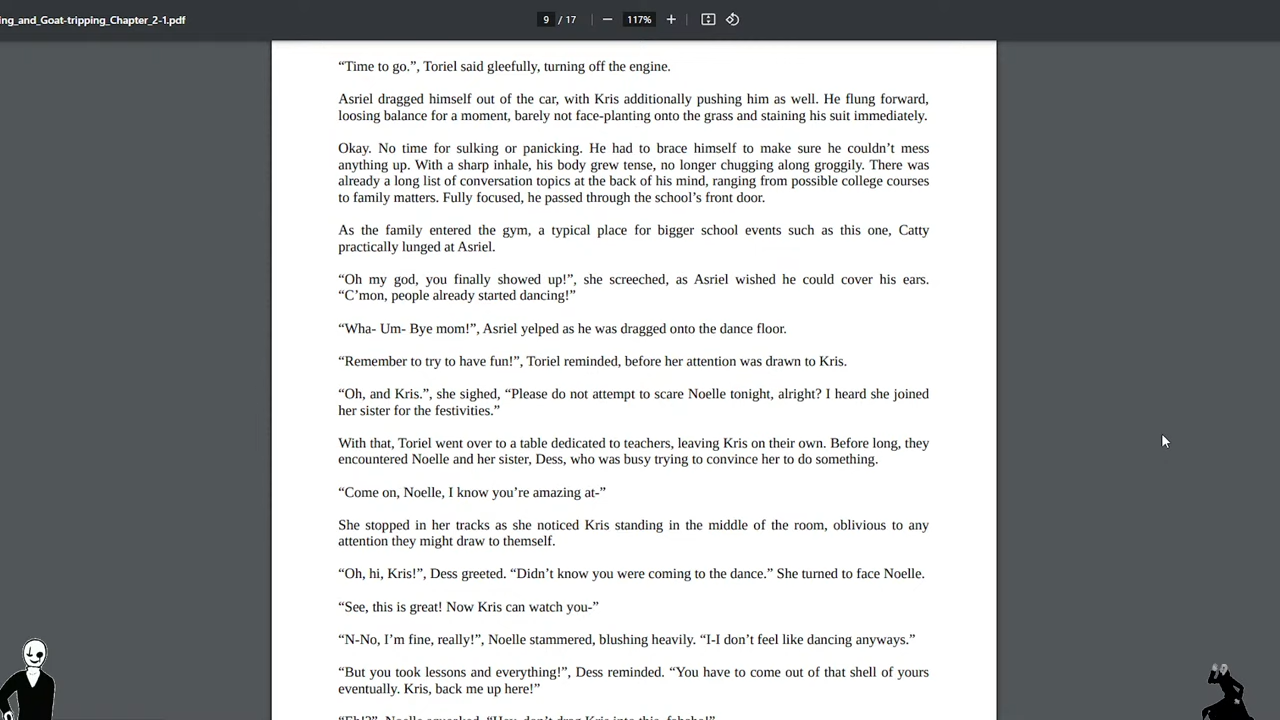 ing_and_Goat-tripping_Chapter_2-1.pdf
9 / 17
117%
“Time to go.”, Toriel said gleefully, turning off the engine.
Asriel dragged himself out of the car, with Kris additionally pushing him as well. He flung forward,
loosing balance for a moment, barely not face-planting onto the grass and staining his suit immediately.
Okay. No time for sulking or panicking. He had to brace himself to make sure he couldn’t mess
anything up. With a sharp inhale, his body grew tense, no longer chugging along groggily. There was
already a long list of conversation topics at the back of his mind, ranging from possible college courses
to family matters. Fully focused, he passed through the school’s front door.
As the family entered the gym, a typical place for bigger school events such as this one, Catty
practically lunged at Asriel.
“Oh my god, you finally showed up!”, she screeched, as Asriel wished he could cover his ears.
“C’mon, people already started dancing!”
“Wha- Um- Bye mom!”, Asriel yelped as he was dragged onto the dance floor.
“Remember to try to have fun!”, Toriel reminded, before her attention was drawn to Kris.
“Oh, and Kris.”, she sighed, “Please do not attempt to scare Noelle tonight, alright? I heard she joined
her sister for the festivities.”
With that, Toriel went over to a table dedicated to teachers, leaving Kris on their own. Before long, they
encountered Noelle and her sister, Dess, who was busy trying to convince her to do something.
“Come on, Noelle, I know you’re amazing at-”
She stopped in her tracks as she noticed Kris standing in the middle of the room, oblivious to any
attention they might draw to themself.
“Oh, hi, Kris!”, Dess greeted. “Didn’t know you were coming to the dance.” She turned to face Noelle.
“See, this is great! Now Kris can watch you-”
“N-No, I’m fine, really!”, Noelle stammered, blushing heavily. “I-I don’t feel like dancing anyways.”
“But you took lessons and everything!”, Dess reminded. “You have to come out of that shell of yours
eventually. Kris, back me up here!”
Noelle squeaked. “Hey, don’t drag Kris into this,